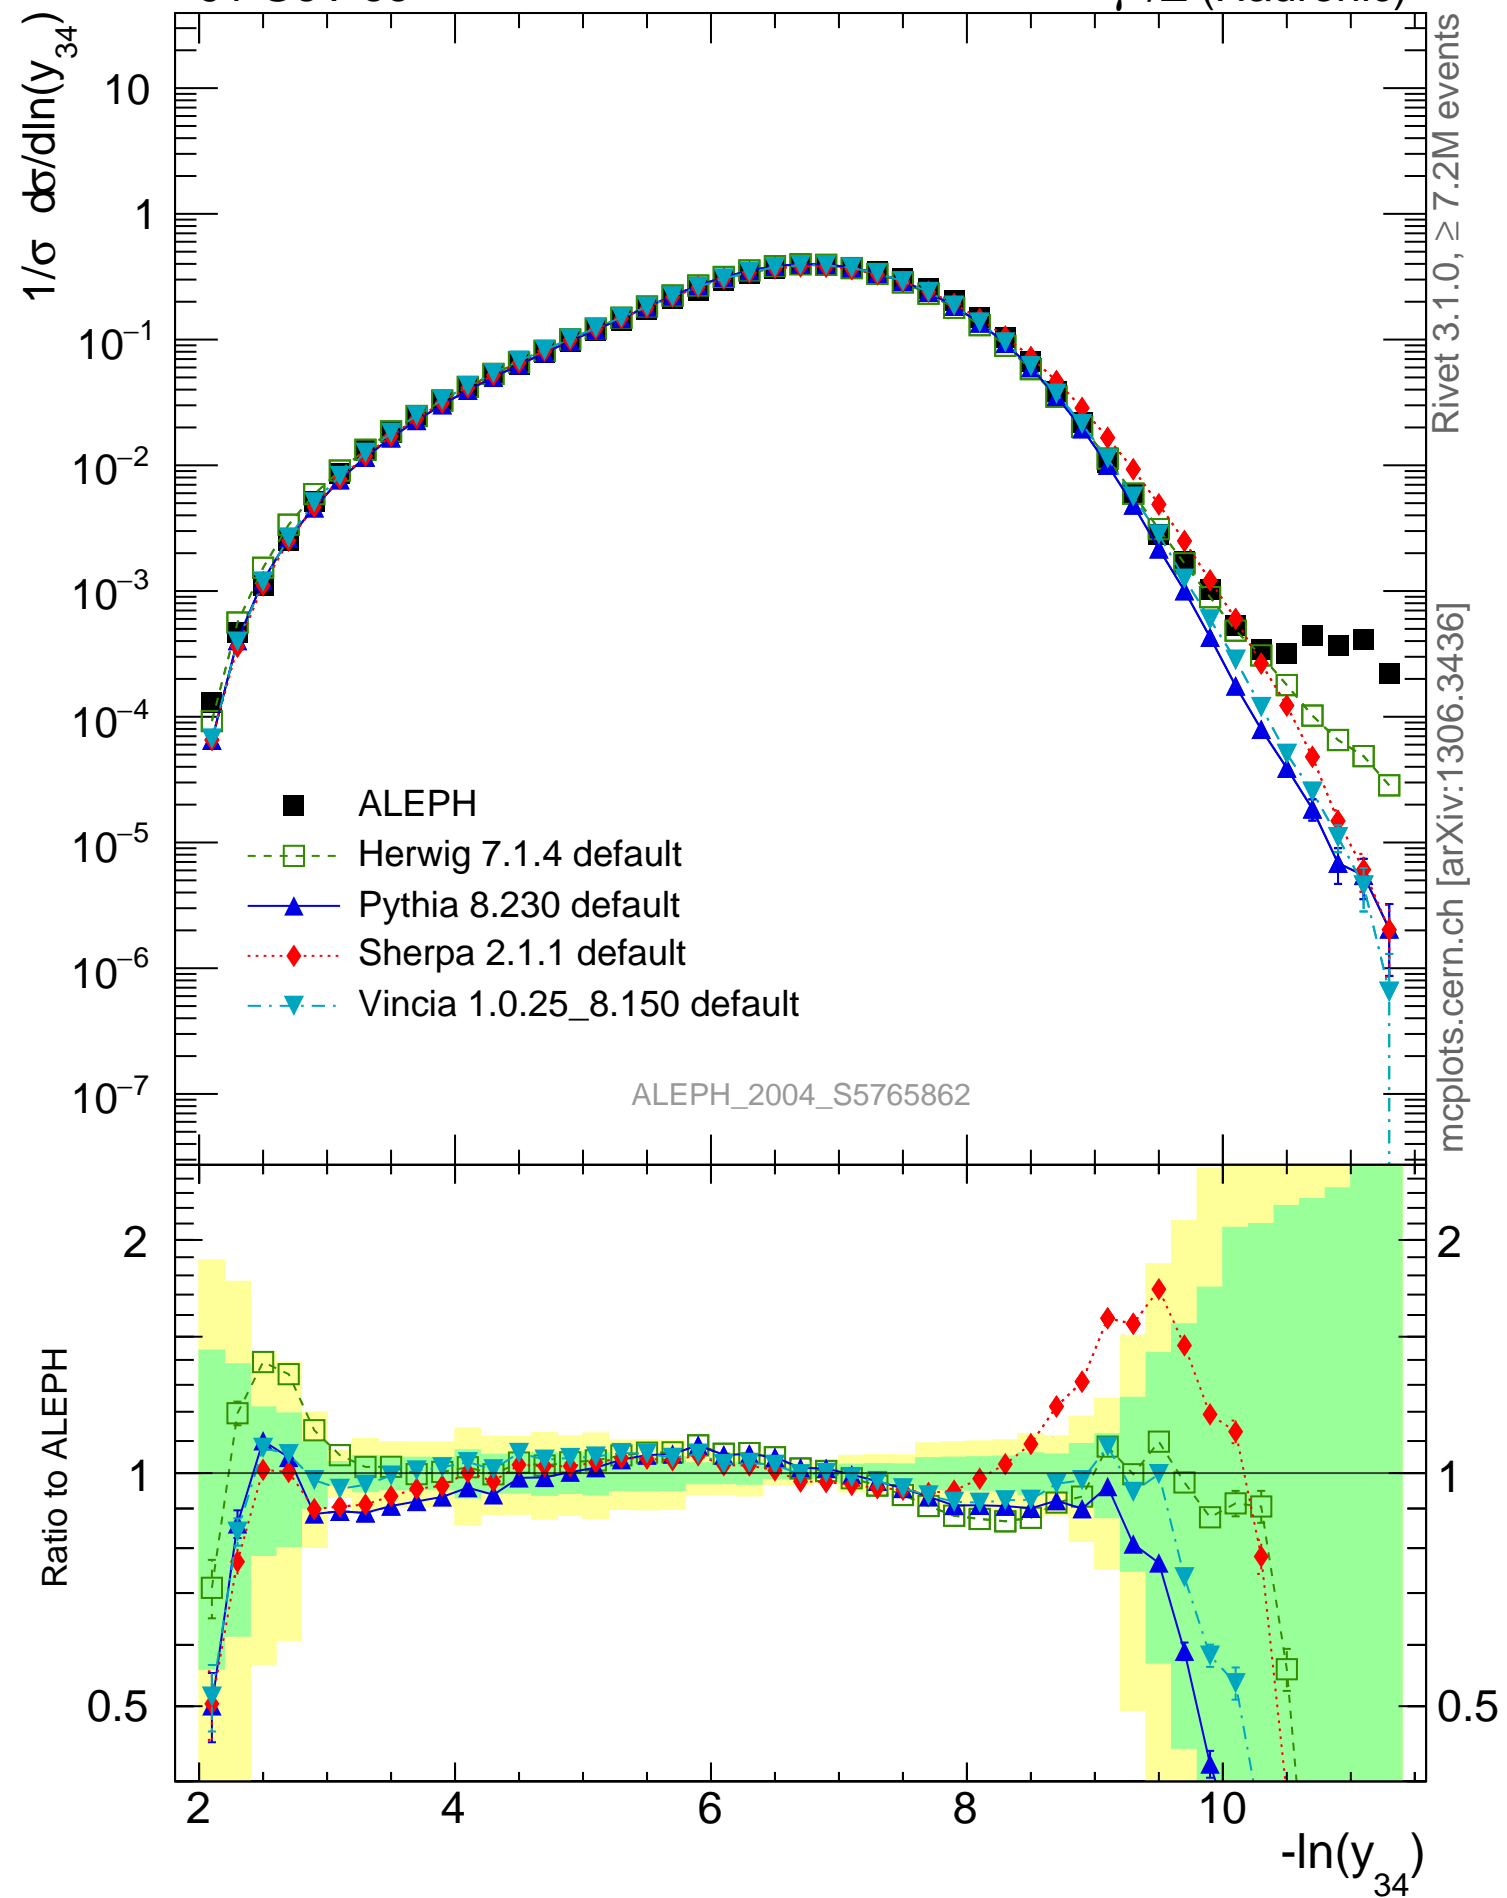 1/σ dσ/dln(y34)
10
1
10−1
10−2
10−3
10−4
10−5
10−6
10−7
ALEPH
Herwig 7.1.4 default
Pythia 8.230 default
Sherpa 2.1.1 default
Vincia 1.0.25_8.150 default
ALEPH_2004_S5765862
Rivet 3.1.0, ≥ 7.2M events
mcplots.cern.ch [arXiv:1306.3436]
Ratio to ALEPH
2
1
0.5
2
1
0.5
2 4 6 8 10
-ln(y34)